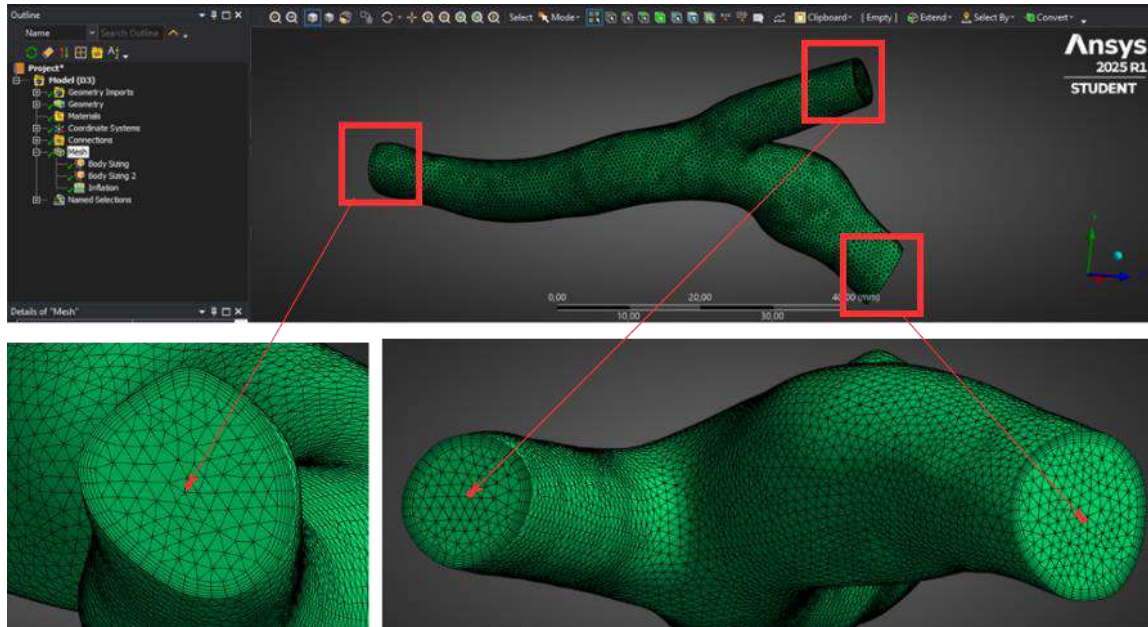 Outline
Name
Search Outline
Project*
Model (D3)
Geometry Imports
Geometry
Materials
Coordinate Systems
Connections
Mesh
Body Sizing
Body Sizing 2
Inflation
Named Selections
Details of "Mesh"
Select Mode Clipboard [ Empty ] Extend Select By Convert
Ansys
2025 R1
STUDENT
0,00 20,00 40,00 (mm)
10,00 30,00